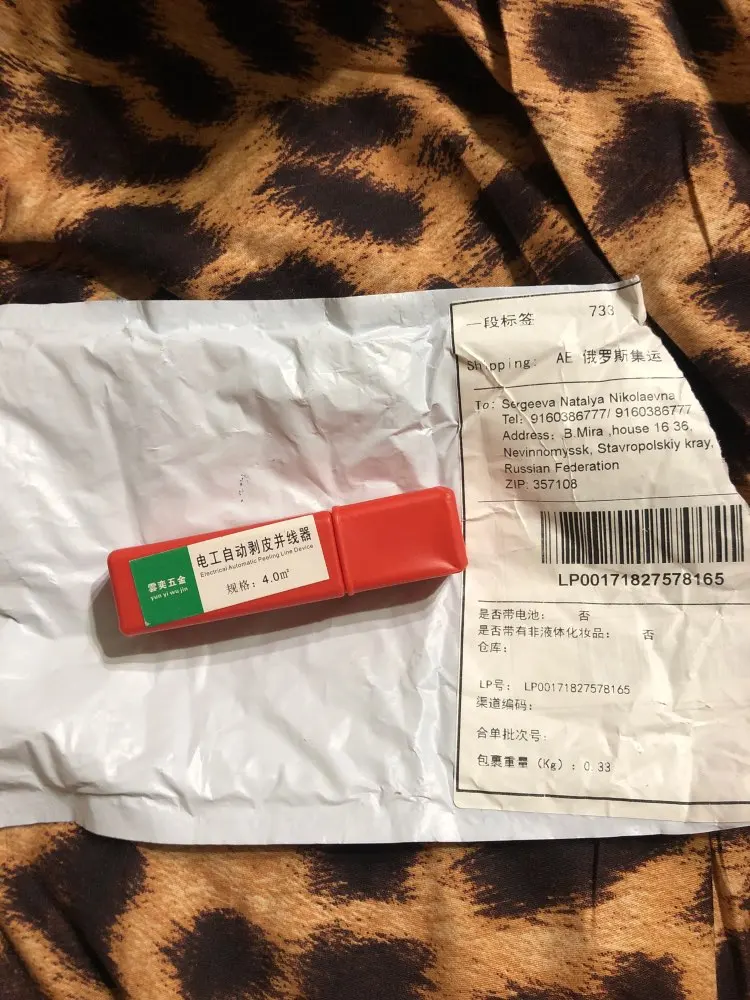 一段标签 733
Shipping: AE 俄罗斯集运
To: Sergeeva Natalya Nikolaevna
Tel: 9160386777/ 9160386777
Address: B.Mira ,house 16 36,
Nevinnomyssk, Stavropolskiy kray,
Russian Federation
ZIP: 357108
LP00171827578165
是否带电池: 否
是否带有非液体化妆品: 否
仓库:
LP号: LP00171827578165
渠道编码:
合单批次号:
包裹重量 (Kg) : 0.33
雲奕五金
yun yi wu jin
电工自动剥皮并线器
Electrical Automatic Peeling Line Device
规格: 4.0m²